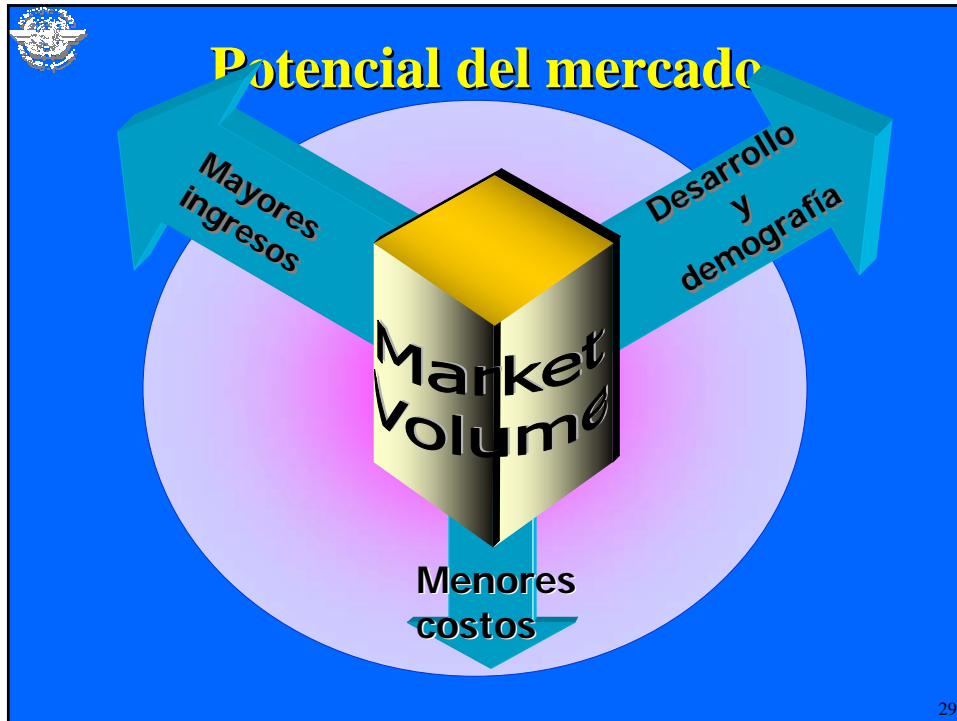 Potencial del mercado
Mayores
ingresos
Desarrollo
y
demografía
Market
Volume
Menores
costos
29